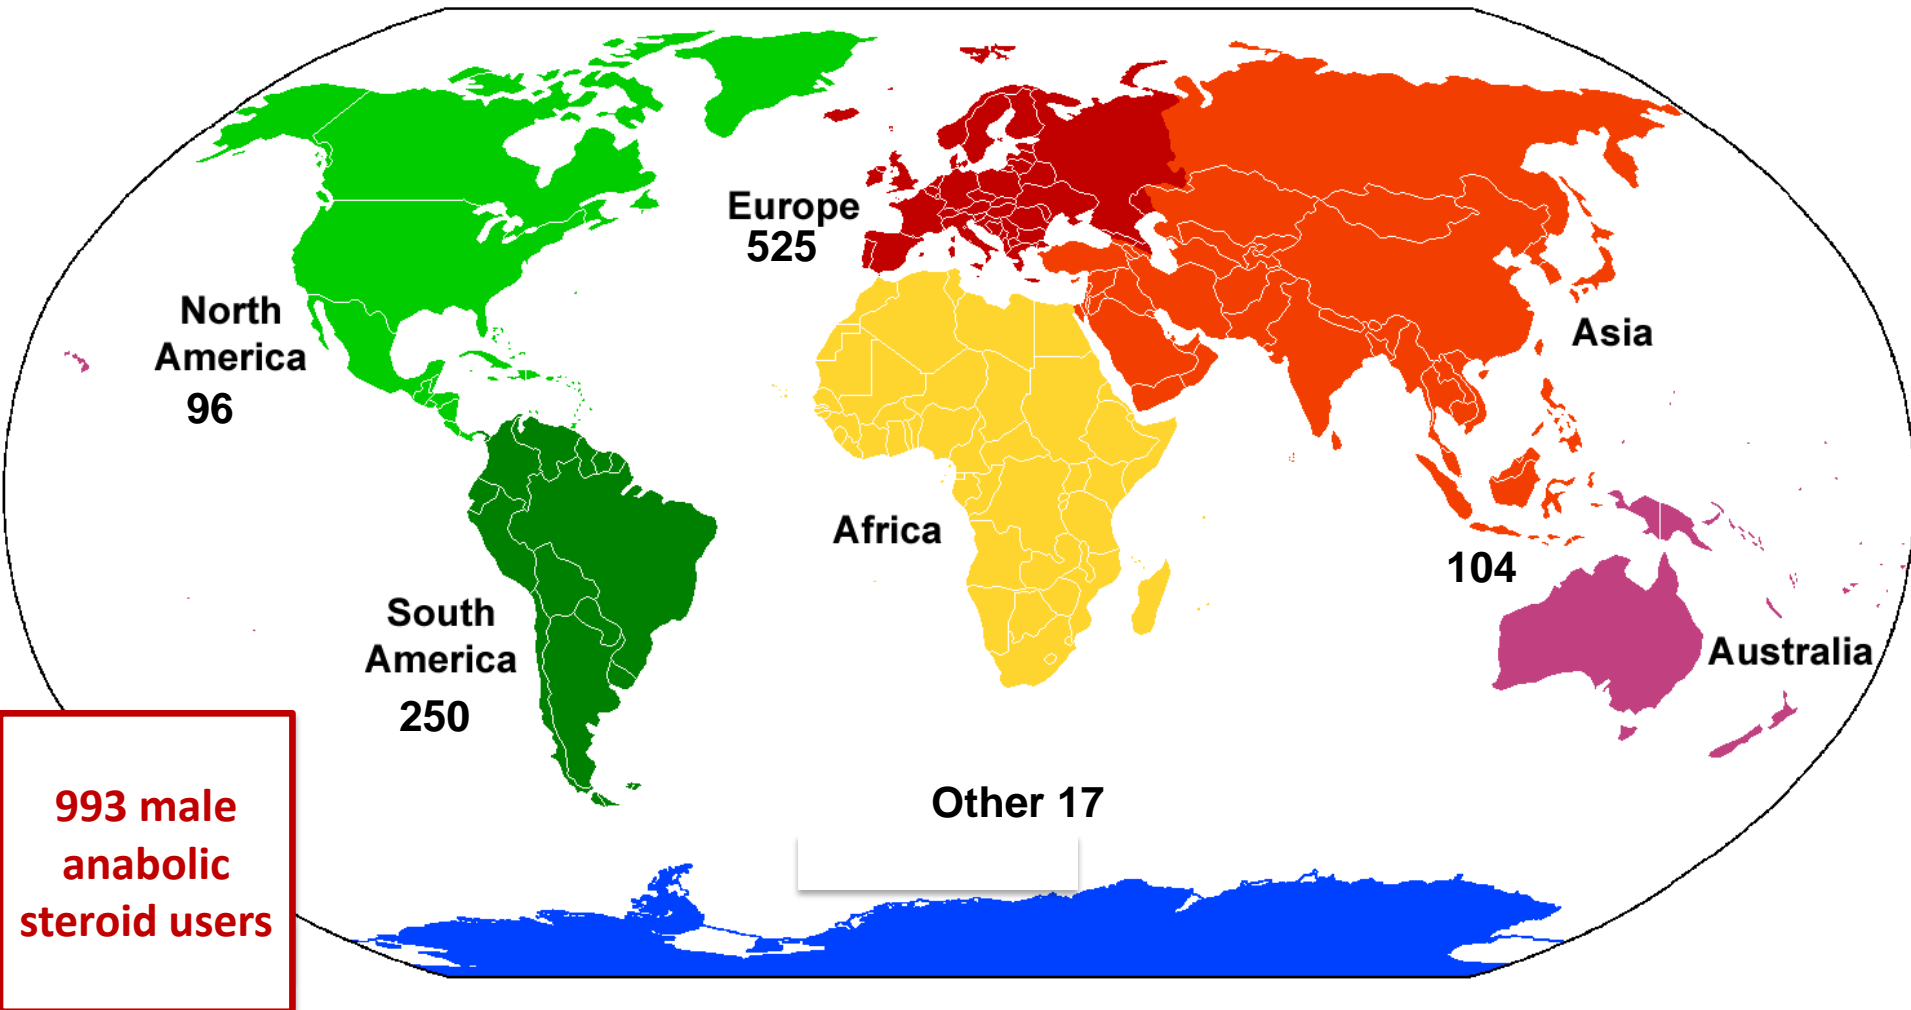 Europe
525
North
America
96
Asia
Africa
104
South
America
250
Australia
Other 17
993 male
anabolic
steroid users